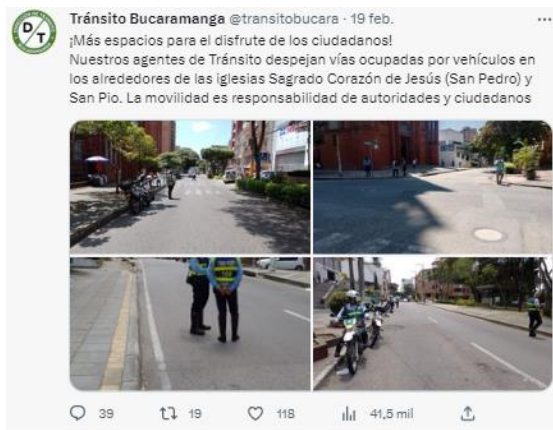 Tránsito Bucaramanga @transitobucara · 19 feb.
¡Más espacios para el disfrute de los ciudadanos!
Nuestros agentes de Tránsito despejan vías ocupadas por vehículos en
los alrededores de las iglesias Sagrado Corazón de Jesús (San Pedro) y
San Pio. La movilidad es responsabilidad de autoridades y ciudadanos
39 19 118 41,5 mil